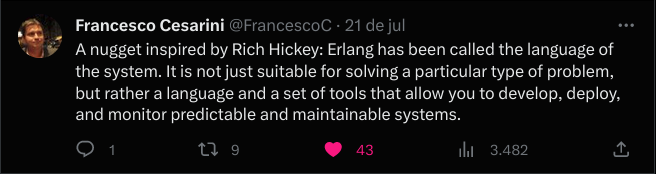 Francesco Cesarini @FrancescoC · 21 de jul
A nugget inspired by Rich Hickey: Erlang has been called the language of
the system. It is not just suitable for solving a particular type of problem,
but rather a language and a set of tools that allow you to develop, deploy,
and monitor predictable and maintainable systems.
1 9 43 3.482